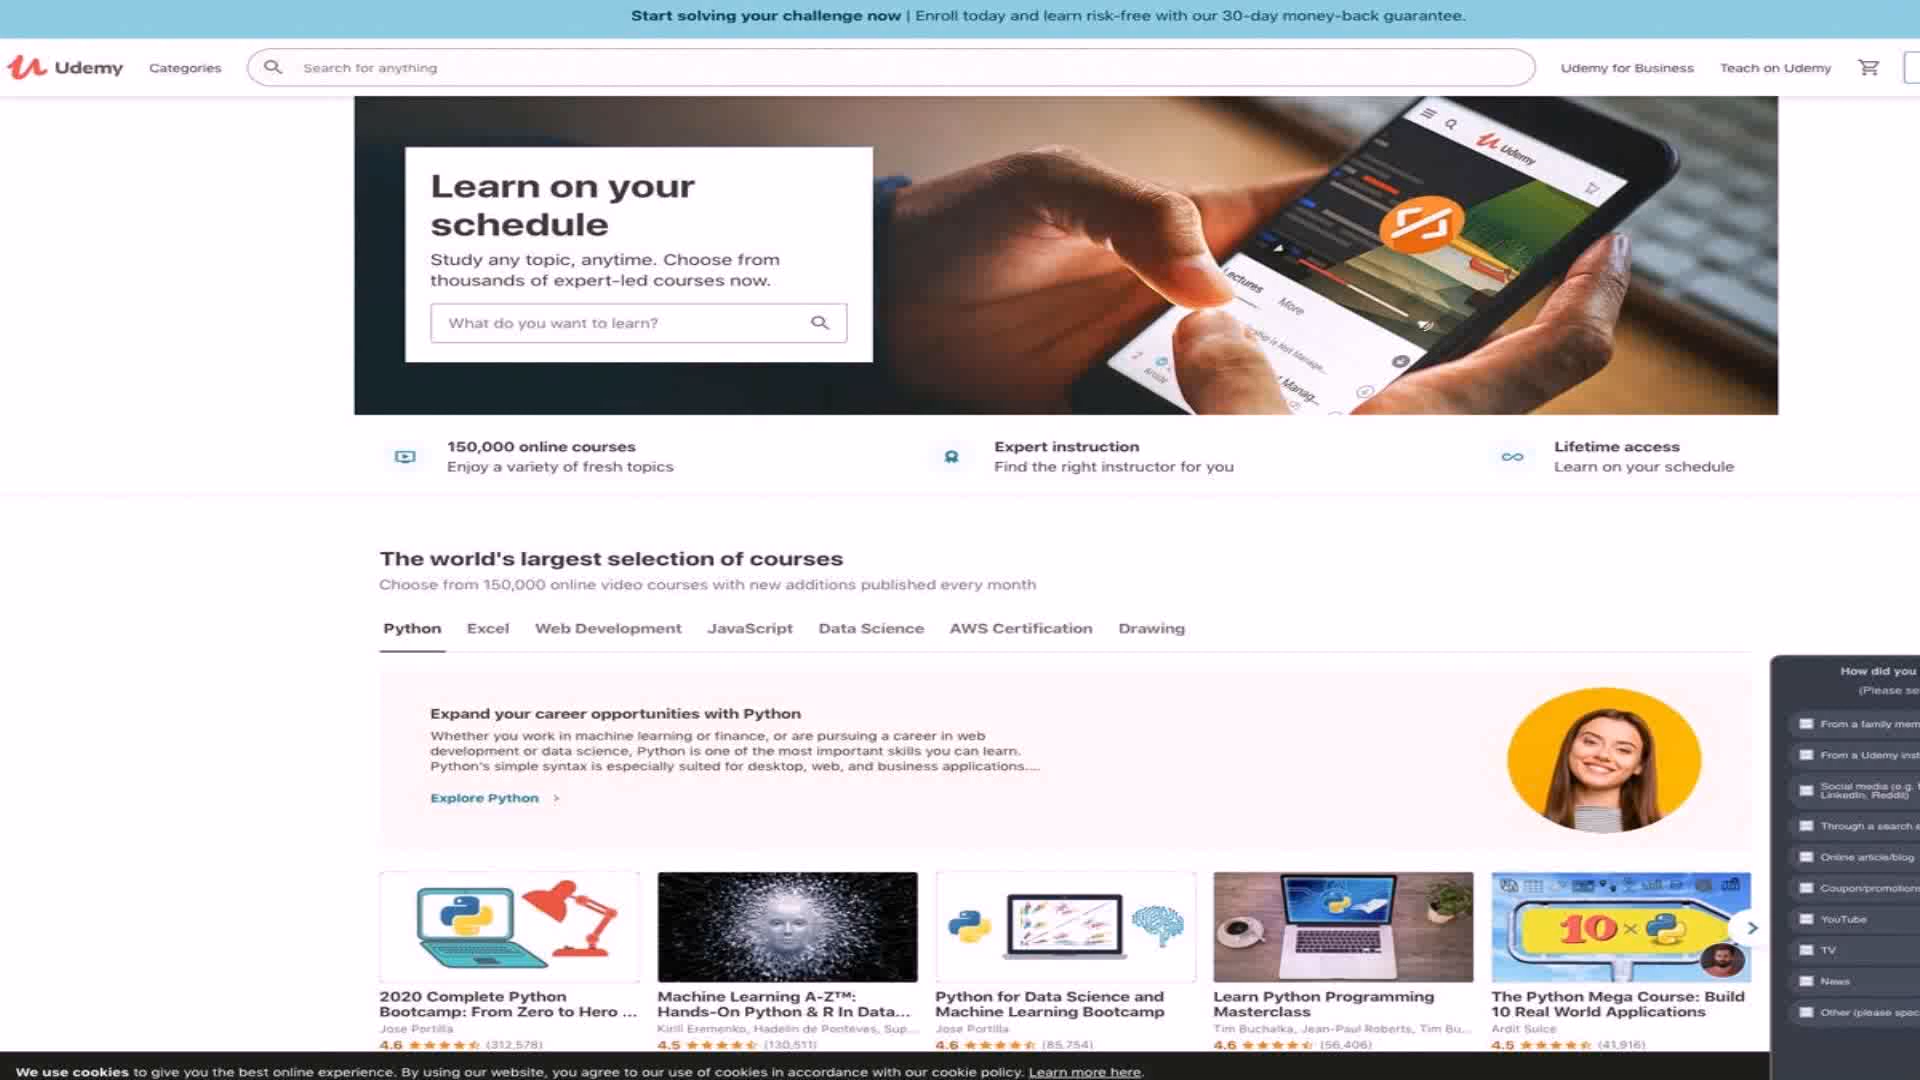 Start solving your challenge now | Enroll today and learn risk-free with our 30-day money-back guarantee.
Udemy Categories Search for anything Udemy for Business Teach on Udemy
Udemy
Learn on your
schedule
Study any topic, anytime. Choose from
thousands of expert-led courses now.
What do you want to learn?
Lectures More
150,000 online courses
Enjoy a variety of fresh topics
Expert instruction
Find the right instructor for you
Lifetime access
Learn on your schedule
The world's largest selection of courses
Choose from 150,000 online video courses with new additions published every month
Python Excel Web Development JavaScript Data Science AWS Certification Drawing
Expand your career opportunities with Python
Whether you work in machine learning or finance, or are pursuing a career in web
development or data science, Python is one of the most important skills you can learn.
Python's simple syntax is especially suited for desktop, web, and business applications....
Explore Python >
10 ×
2020 Complete Python
Bootcamp: From Zero to Hero ...
Jose Portilla
4.6 (312,578)
Machine Learning A-Z™:
Hands-On Python & R In Data...
Kirill Eremenko, Hadelin de Ponteves, Sup...
4.5 (130,511)
Python for Data Science and
Machine Learning Bootcamp
Jose Portilla
4.6 (85,754)
Learn Python Programming
Masterclass
Tim Buchalka, Jean-Paul Roberts, Tim Bu...
4.6 (56,406)
The Python Mega Course: Build
10 Real World Applications
Ardit Sulce
4.5 (41,916)
How did you
(Please
From a family
From a Udemy
Social media (e.g.
LinkedIn, Reddit)
Through a search
Online article/blog
Coupon/promotions
YouTube
TV
News
Other (please
We use cookies to give you the best online experience. By using our website, you agree to our use of cookies in accordance with our cookie policy. Learn more here.